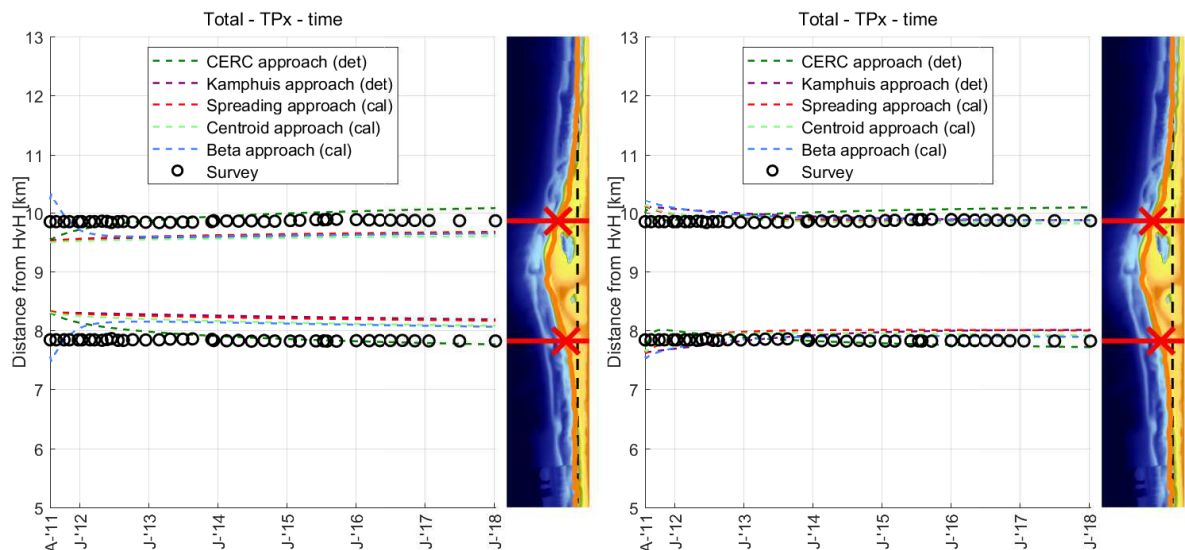 Total - TPx - time
13
12
11
10
9
8
7
6
5
Distance from HvH [km]
CERC approach (det)
Kamphuis approach (det)
Spreading approach (cal)
Centroid approach (cal)
Beta approach (cal)
Survey
A-'11
J-'12
J-'13
J-'14
J-'15
J-'16
J-'17
J-'18
Total - TPx - time
13
12
11
10
9
8
7
6
5
Distance from HvH [km]
CERC approach (det)
Kamphuis approach (det)
Spreading approach (cal)
Centroid approach (cal)
Beta approach (cal)
Survey
A-'11
J-'12
J-'13
J-'14
J-'15
J-'16
J-'17
J-'18